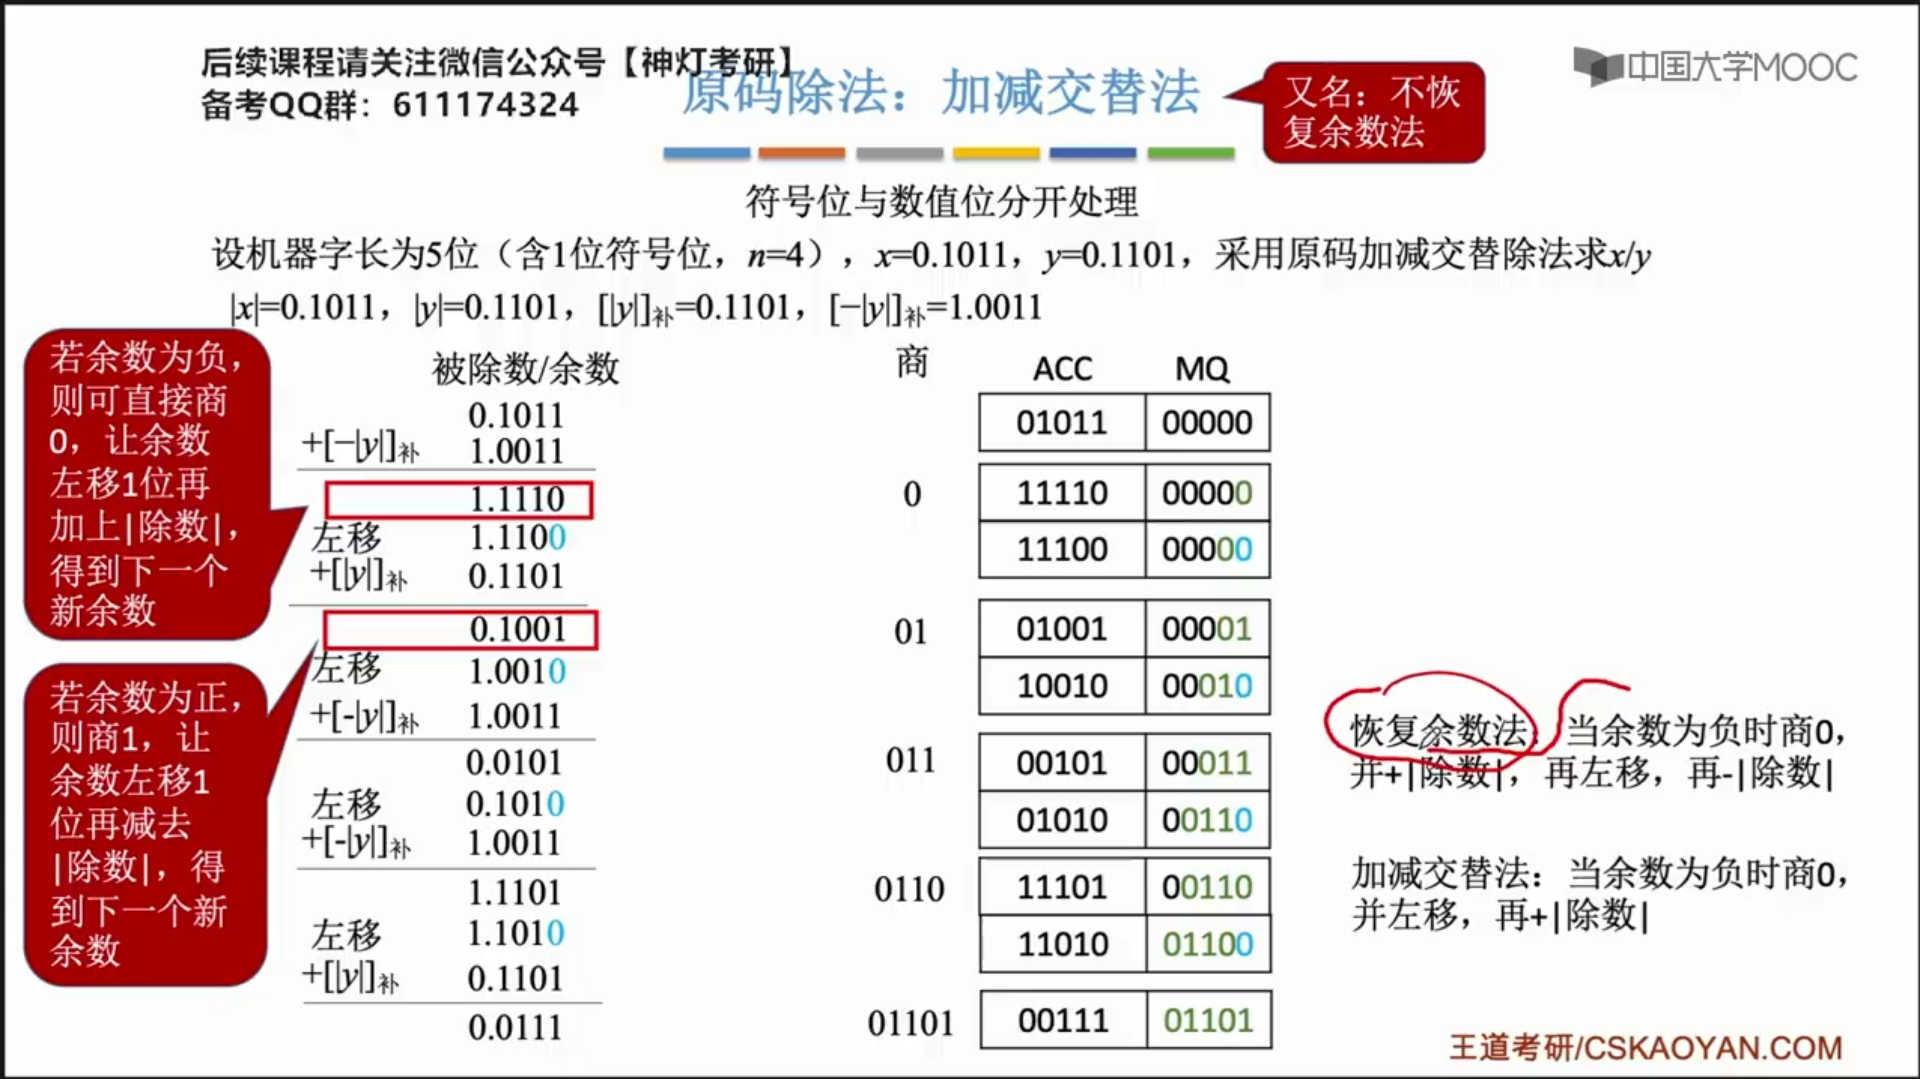 后续课程请关注微信公众号【神灯考研】
备考QQ群：611174324
中国大学MOOC
原码除法：加减交替法
又名：不恢
复余数法
符号位与数值位分开处理
设机器字长为5位（含1位符号位，n=4），x=0.1011，y=0.1101，采用原码加减交替除法求x/y
|x|=0.1011，|y|=0.1101，[|y|]补=0.1101，[−|y|]补=1.0011
若余数为负，
则可直接商
0，让余数
左移1位再
加上|除数|，
得到下一个
新余数
若余数为正，
则商1，让
余数左移1
位再减去
|除数|，得
到下一个新
余数
被除数/余数
0.1011
+[−|y|]补 1.0011
1.1110
左移 1.1100
+[|y|]补 0.1101
0.1001
左移 1.0010
+[-|y|]补 1.0011
0.0101
左移 0.1010
+[-|y|]补 1.0011
1.1101
左移 1.1010
+[|y|]补 0.1101
0.0111
商 ACC MQ
01011 00000
0 11110 00000
11100 00000
01 01001 00001
10010 00010
011 00101 00011
01010 00110
0110 11101 00110
11010 01100
01101 00111 01101
恢复余数法：当余数为负时商0，
并+|除数|，再左移，再-|除数|
加减交替法：当余数为负时商0，
并左移，再+|除数|
王道考研/CSKAOYAN.COM